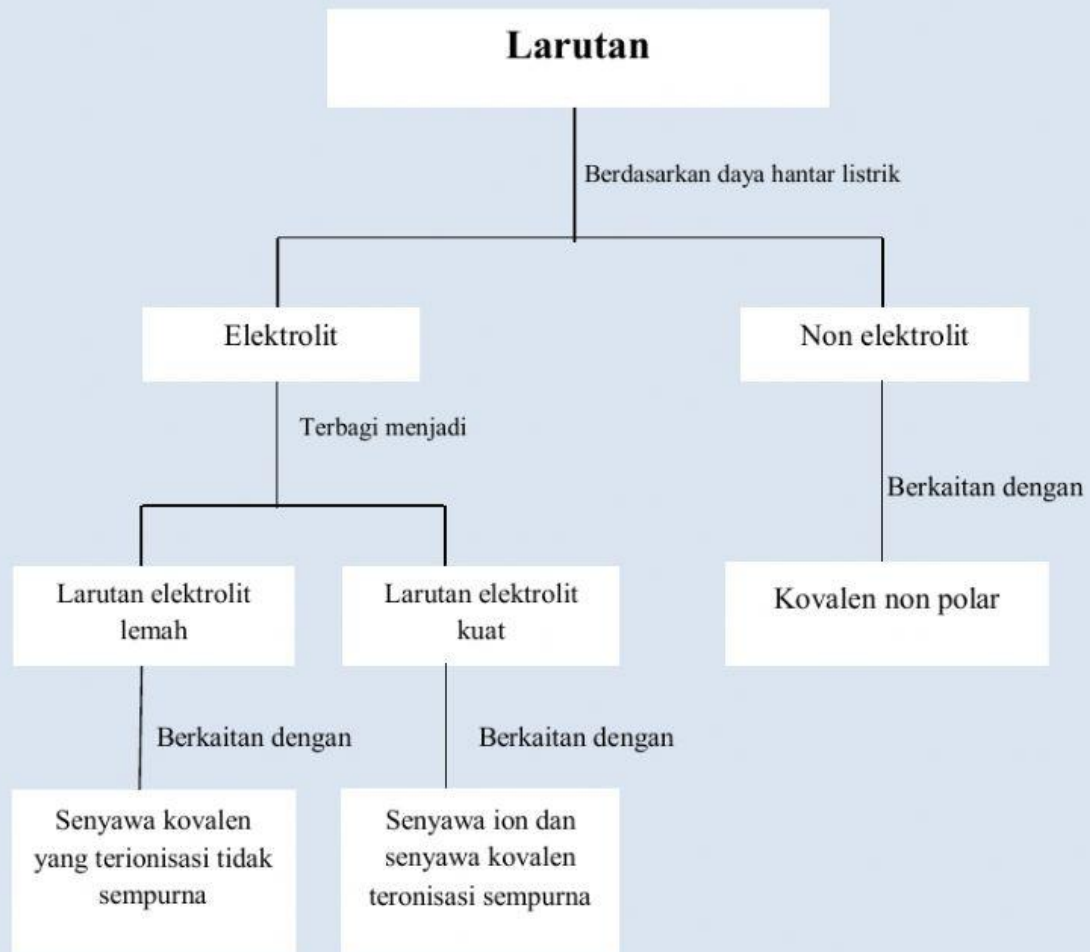 Larutan
Berdasarkan daya hantar listrik
Elektrolit
Non elektrolit
Terbagi menjadi
Berkaitan dengan
Larutan elektrolit
lemah
Larutan elektrolit
kuat
Kovalen non polar
Berkaitan dengan
Berkaitan dengan
Senyawa kovalen
yang terionisasi tidak
sempurna
Senyawa ion dan
senyawa kovalen
teronisasi sempurna